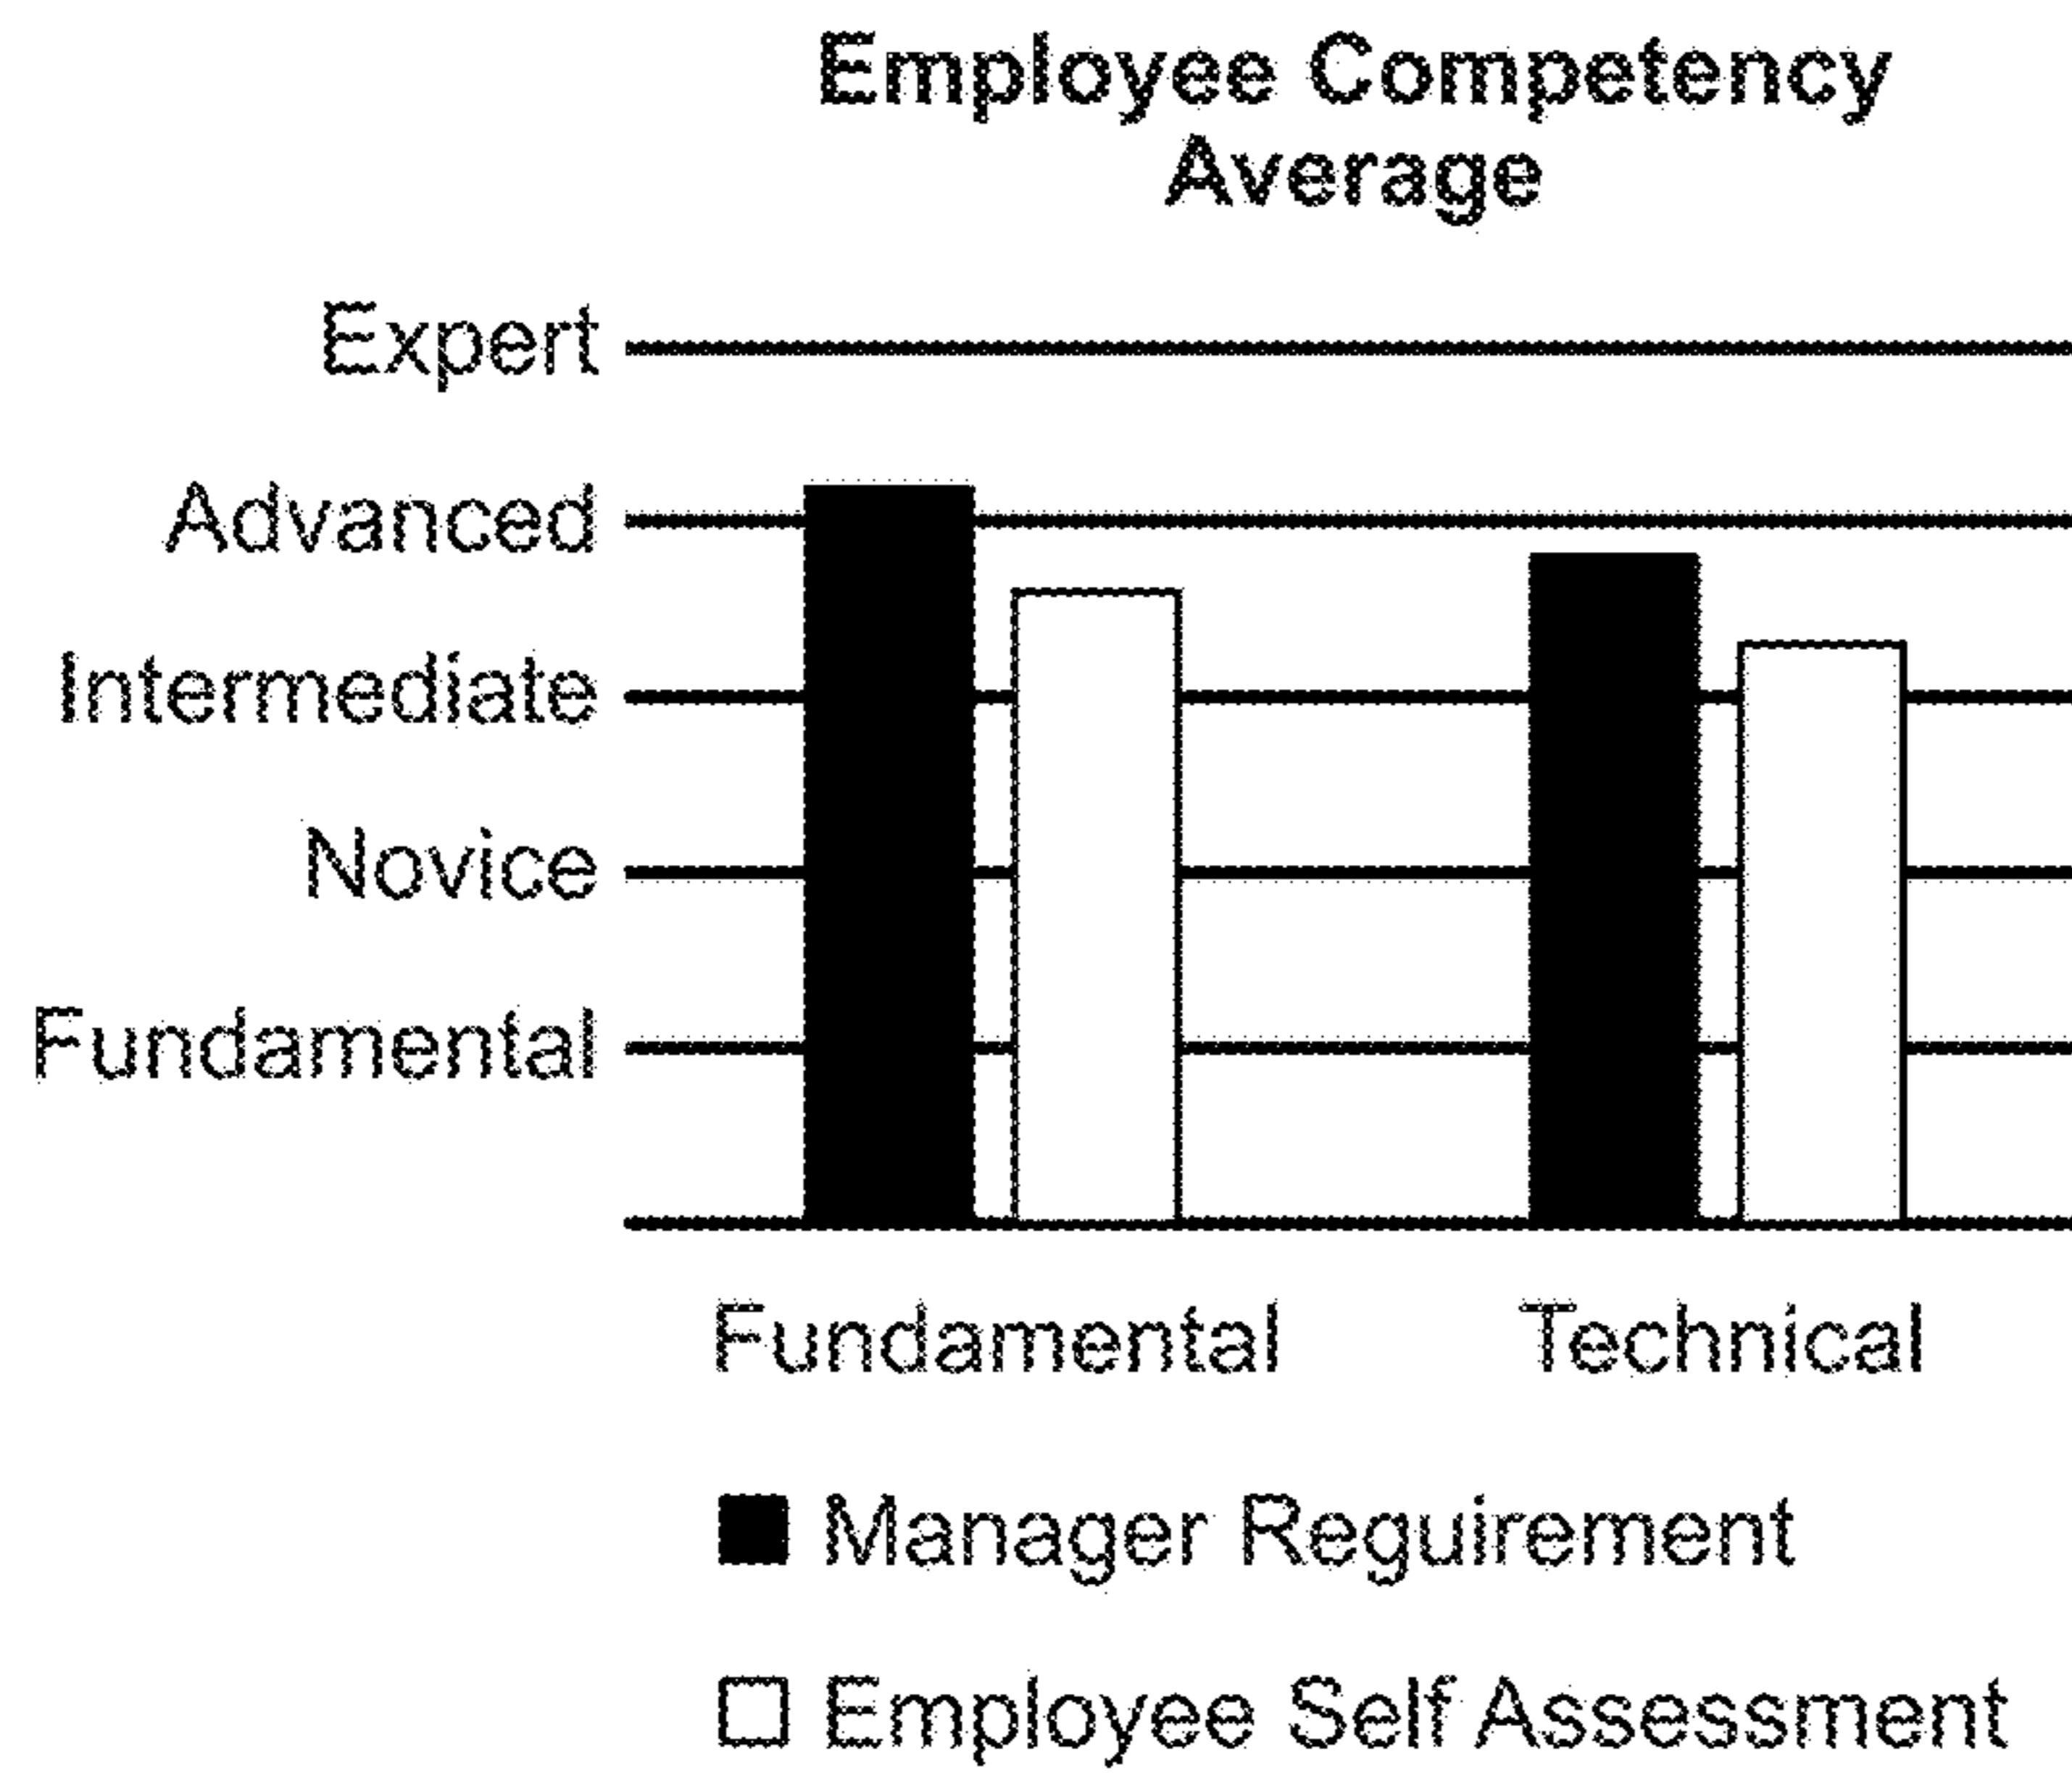 Employee Competency
Average
Expert
Advanced
Intermediate
Novice
Fundamental
Fundamental Technical
Manager Reguirement
Employee Self Assessment